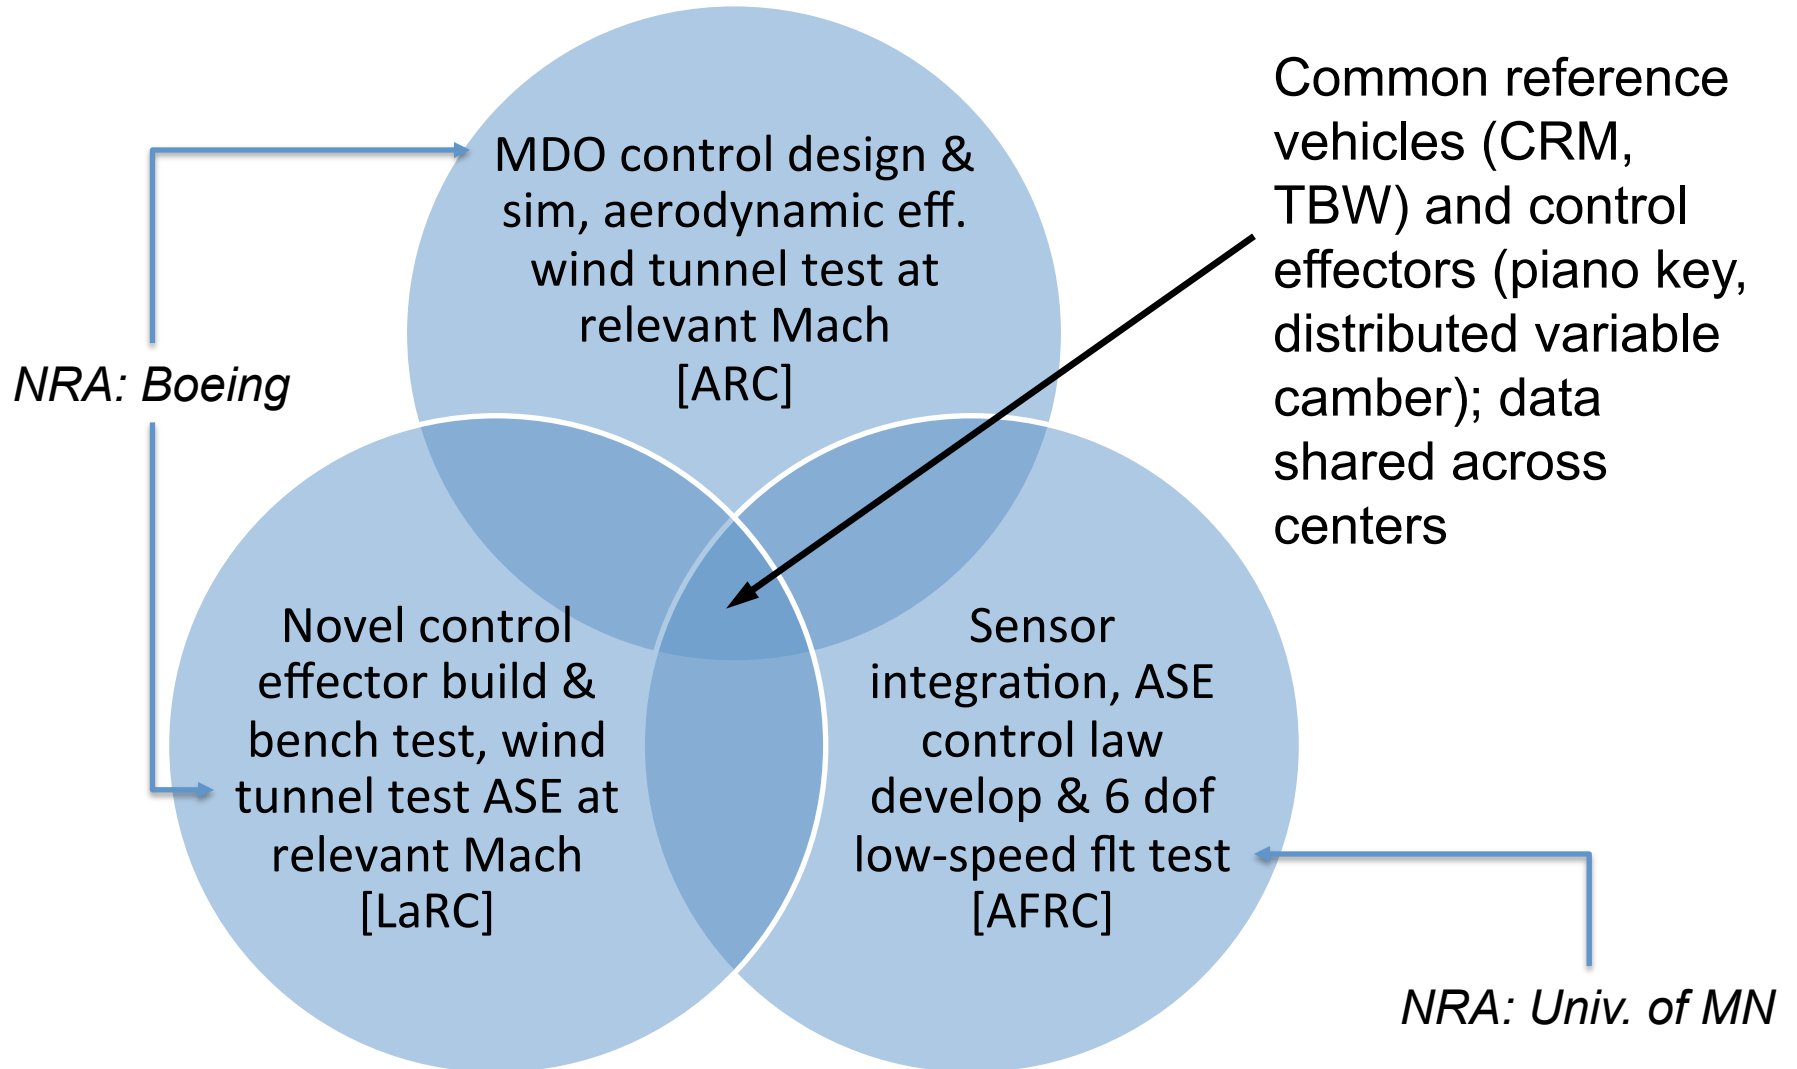 MDO control design &
sim, aerodynamic eff.
wind tunnel test at
relevant Mach
[ARC]
Common reference
vehicles (CRM,
TBW) and control
effectors (piano key,
distributed variable
camber); data
shared across
centers
NRA: Boeing
Novel control
effector build &
bench test, wind
tunnel test ASE at
relevant Mach
[LaRC]
Sensor
integration, ASE
control law
develop & 6 dof
low-speed flt test
[AFRC]
NRA: Univ. of MN